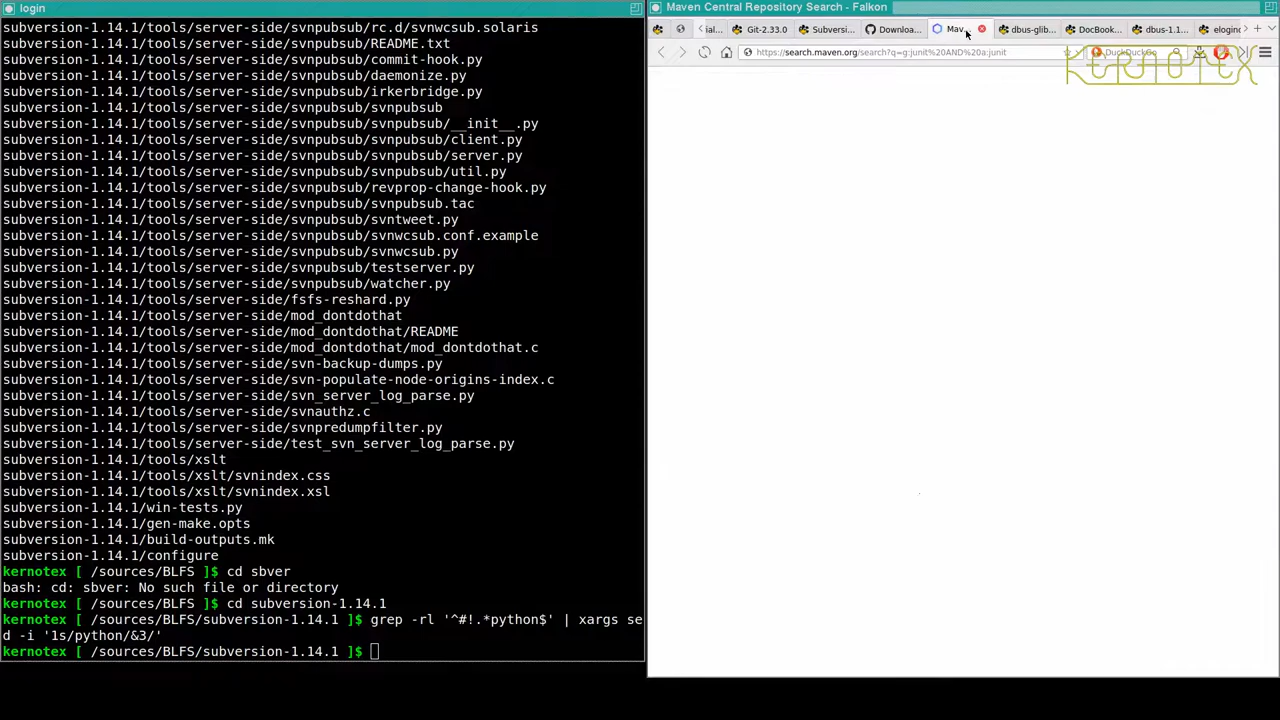 login
subversion-1.14.1/tools/server-side/svnpubsub/rc.d/svnwcsub.solaris
subversion-1.14.1/tools/server-side/svnpubsub/README.txt
subversion-1.14.1/tools/server-side/svnpubsub/commit-hook.py
subversion-1.14.1/tools/server-side/svnpubsub/daemonize.py
subversion-1.14.1/tools/server-side/svnpubsub/irkerbridge.py
subversion-1.14.1/tools/server-side/svnpubsub/svnpubsub
subversion-1.14.1/tools/server-side/svnpubsub/svnpubsub/__init__.py
subversion-1.14.1/tools/server-side/svnpubsub/svnpubsub/client.py
subversion-1.14.1/tools/server-side/svnpubsub/svnpubsub/server.py
subversion-1.14.1/tools/server-side/svnpubsub/svnpubsub/util.py
subversion-1.14.1/tools/server-side/svnpubsub/revprop-change-hook.py
subversion-1.14.1/tools/server-side/svnpubsub/svnpubsub.tac
subversion-1.14.1/tools/server-side/svnpubsub/svntweet.py
subversion-1.14.1/tools/server-side/svnpubsub/svnwcsub.conf.example
subversion-1.14.1/tools/server-side/svnpubsub/svnwcsub.py
subversion-1.14.1/tools/server-side/svnpubsub/testserver.py
subversion-1.14.1/tools/server-side/svnpubsub/watcher.py
subversion-1.14.1/tools/server-side/fsfs-reshard.py
subversion-1.14.1/tools/server-side/mod_dontdothat
subversion-1.14.1/tools/server-side/mod_dontdothat/README
subversion-1.14.1/tools/server-side/mod_dontdothat/mod_dontdothat.c
subversion-1.14.1/tools/server-side/svn-backup-dumps.py
subversion-1.14.1/tools/server-side/svn-populate-node-origins-index.c
subversion-1.14.1/tools/server-side/svn_server_log_parse.py
subversion-1.14.1/tools/server-side/svnauthz.c
subversion-1.14.1/tools/server-side/svnpredumpfilter.py
subversion-1.14.1/tools/server-side/test_svn_server_log_parse.py
subversion-1.14.1/tools/xslt
subversion-1.14.1/tools/xslt/svnindex.css
subversion-1.14.1/tools/xslt/svnindex.xsl
subversion-1.14.1/win-tests.py
subversion-1.14.1/gen-make.opts
subversion-1.14.1/build-outputs.mk
subversion-1.14.1/configure
kernotex [ /sources/BLFS ]$ cd sbver
bash: cd: sbver: No such file or directory
kernotex [ /sources/BLFS ]$ cd subversion-1.14.1
kernotex [ /sources/BLFS/subversion-1.14.1 ]$ grep -rl '^#!.*python$' | xargs se
d -i '1s/python/&3/'
kernotex [ /sources/BLFS/subversion-1.14.1 ]$
Maven Central Repository Search - Falkon
ial... Git-2.33.0 Subversi... Downloa... Mav... dbus-glib... DocBook... dbus-1.1... elogind
https://search.maven.org/search?q=g:junit%20AND%20a:junit DuckDuckGo
KERNOTEX